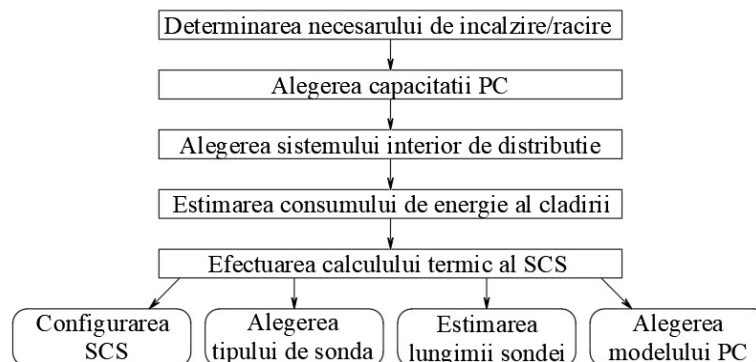 Determinarea necesarului de incalzire/racire
Alegerea capacitatii PC
Alegerea sistemului interior de distributie
Estimarea consumului de energie al cladirii
Efectuarea calculului termic al SCS
Configurarea
SCS
Alegerea
tipului de sonda
Estimarea
lungimii sondei
Alegerea
modelului PC